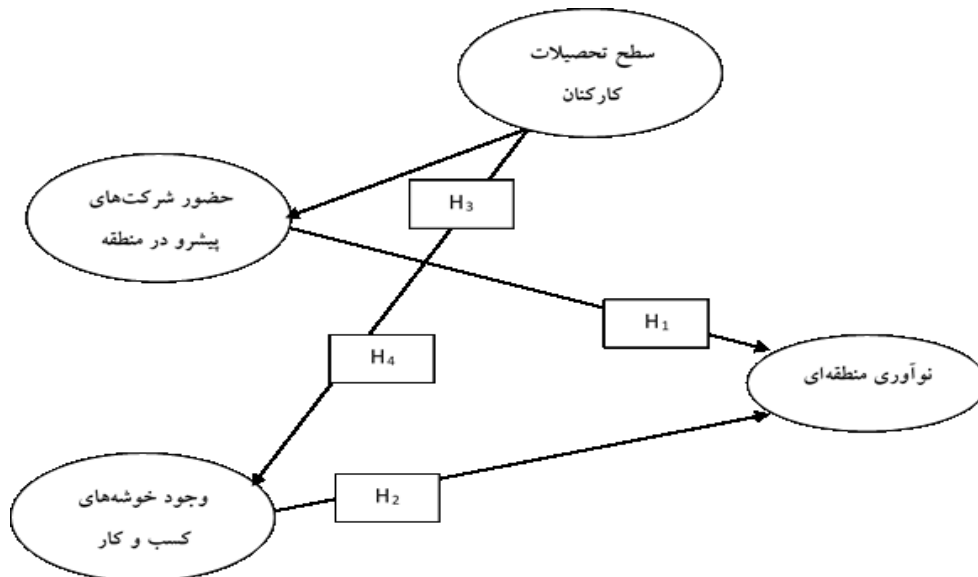 سطح تحصیلات
کارکنان
حضور شرکت‌های
پیشرو در منطقه
H₃
H₁
H₄
نوآوری منطقه‌ای
وجود خوشه‌های
کسب و کار
H₂